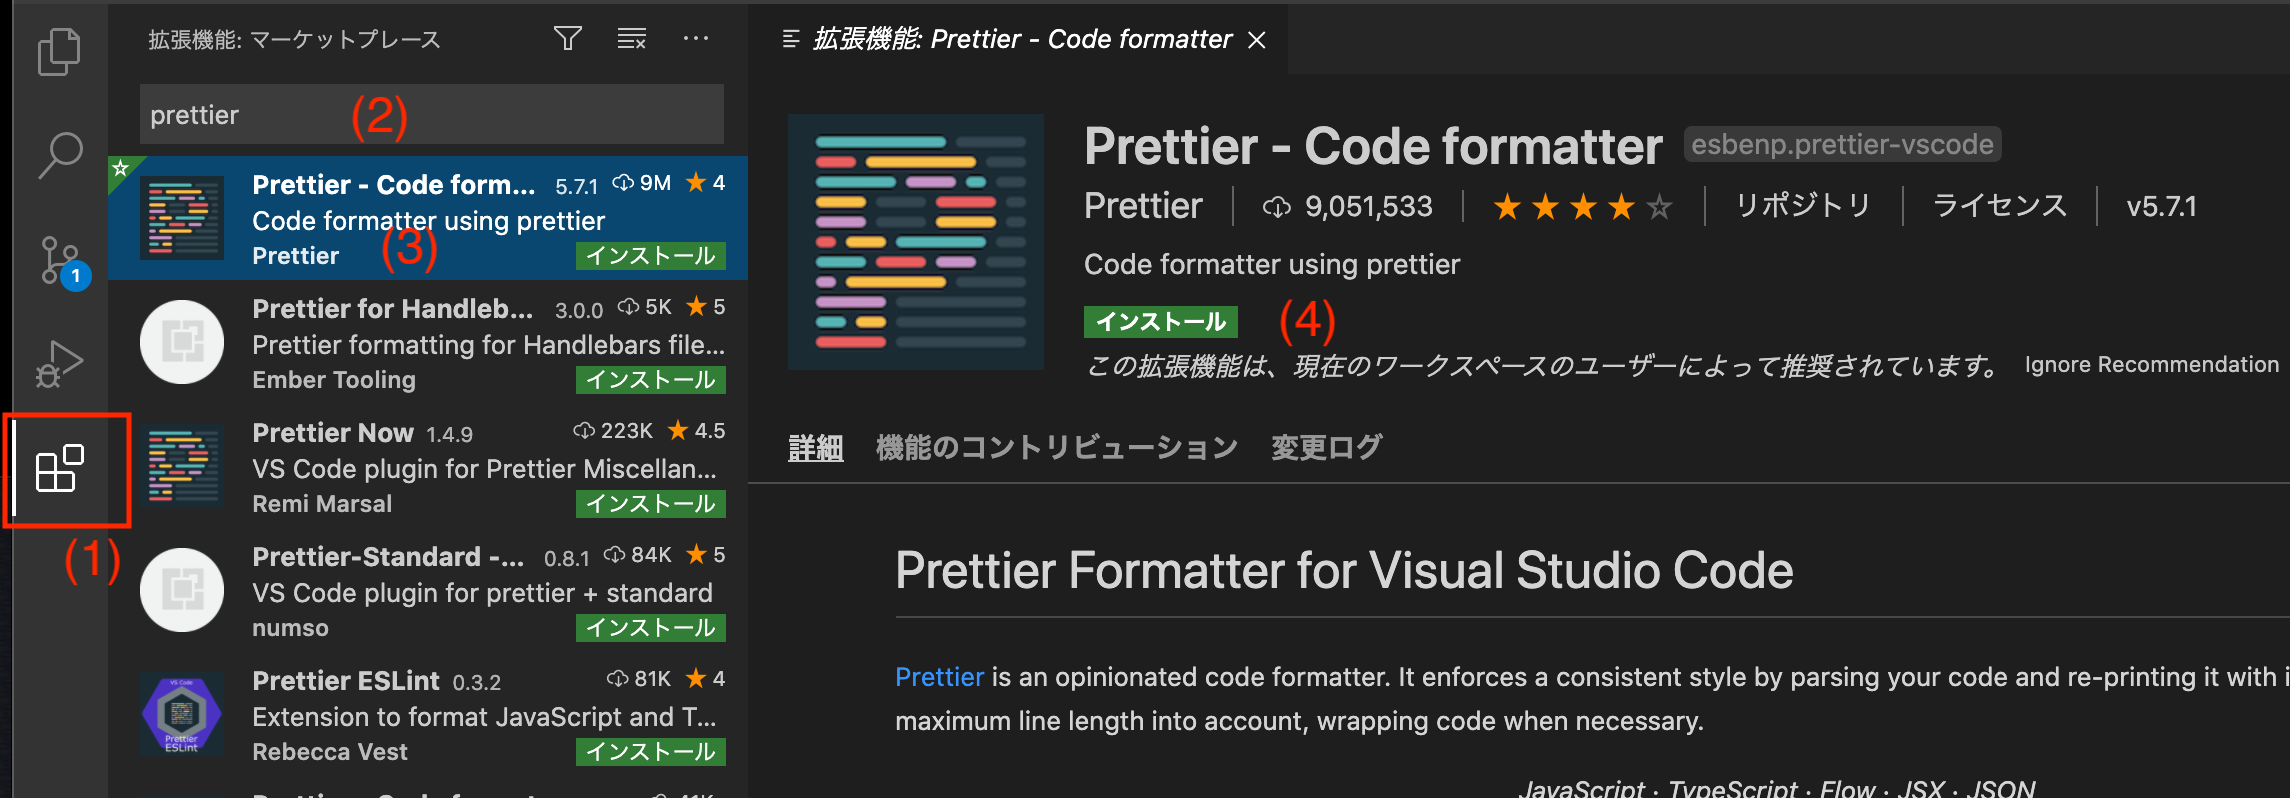 拡張機能: マーケットプレース
prettier
(2)
Prettier - Code form... 5.7.1 9M 4
Code formatter using prettier
Prettier
(3)
インストール
Prettier for Handleb... 3.0.0 5K 5
Prettier formatting for Handlebars file...
Ember Tooling
インストール
Prettier Now 1.4.9 223K 4.5
VS Code plugin for Prettier Miscellan...
Remi Marsal
インストール
Prettier-Standard -... 0.8.1 84K 5
VS Code plugin for prettier + standard
numso
インストール
Prettier ESLint 0.3.2 81K 4
Extension to format JavaScript and T...
Rebecca Vest
インストール
VS Code
Prettier
ESLint
1
(1)
拡張機能: Prettier - Code formatter
Prettier - Code formatter esbenp.prettier-vscode
Prettier 9,051,533 リポジトリ ライセンス v5.7.1
Code formatter using prettier
インストール
(4)
この拡張機能は、現在のワークスペースのユーザーによって推奨されています。 Ignore Recommendation
詳細 機能のコントリビューション 変更ログ
Prettier Formatter for Visual Studio Code
Prettier is an opinionated code formatter. It enforces a consistent style by parsing your code and re-printing it with
maximum line length into account, wrapping code when necessary.
JavaScript · TypeScript · Flow · JSX · JSON